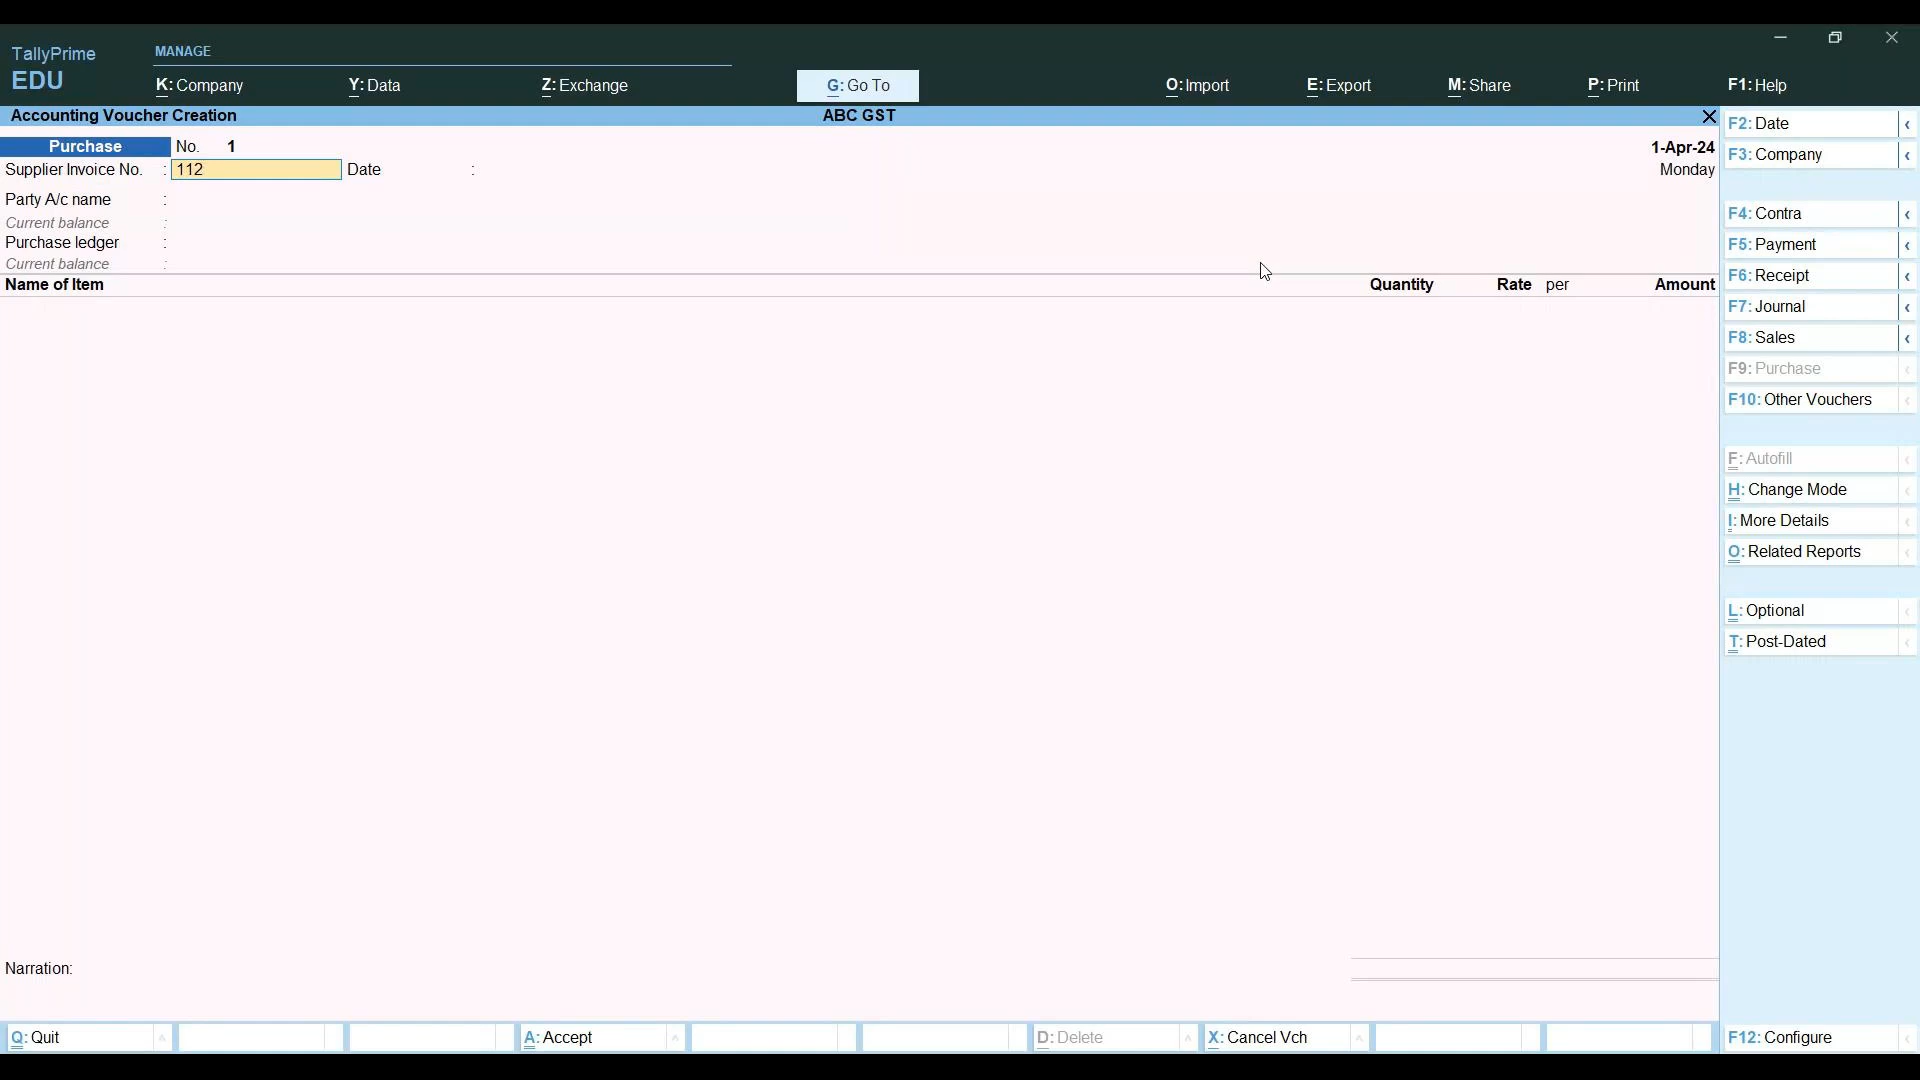 TallyPrime
EDU
MANAGE
K: Company
Y: Data
Z: Exchange
G: Go To
O: Import
E: Export
M: Share
P: Print
F1: Help
Accounting Voucher Creation
ABC GST
Purchase No. 1
1-Apr-24
Supplier Invoice No. : 112 Date :
Monday
Party A/c name :
Current balance :
Purchase ledger :
Current balance :
Name of Item Quantity Rate per Amount
Narration:
F2: Date
F3: Company
F4: Contra
F5: Payment
F6: Receipt
F7: Journal
F8: Sales
F9: Purchase
F10: Other Vouchers
F: Autofill
H: Change Mode
I: More Details
O: Related Reports
L: Optional
T: Post-Dated
Q: Quit
A: Accept
D: Delete
X: Cancel Vch
F12: Configure